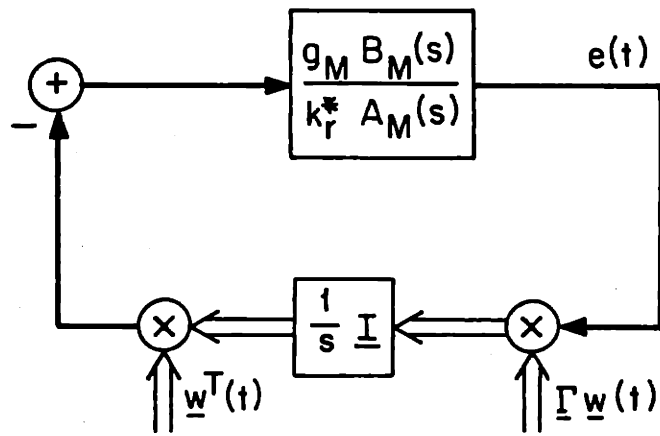 g_M B_M(s)
k_r^* A_M(s)
e(t)
+
−
1
s I
×
×
w^T(t)
Γ w(t)